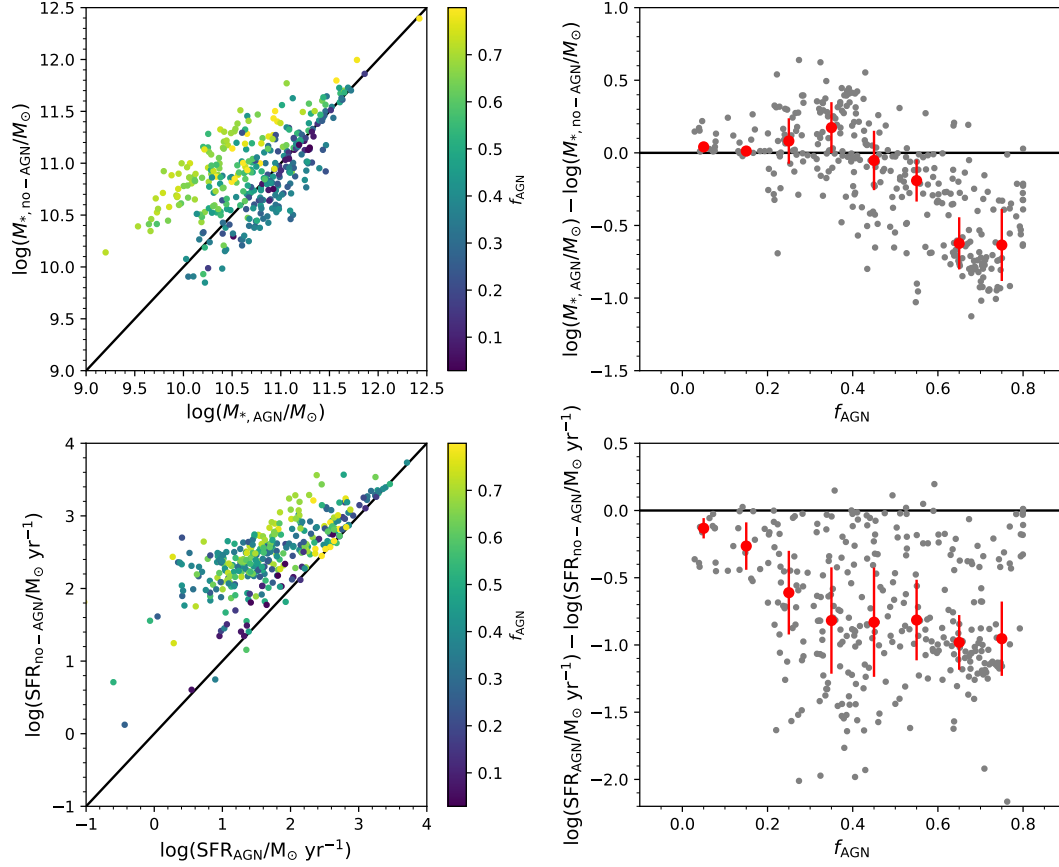 12.5
12.0
11.5
11.0
10.5
10.0
9.5
9.0
log(M*, no−AGN/M⊙)
9.0 9.5 10.0 10.5 11.0 11.5 12.0 12.5
log(M*, AGN/M⊙)
0.7
0.6
0.5
0.4
0.3
0.2
0.1
fAGN
1.0
0.5
0.0
−0.5
−1.0
−1.5
log(M*, AGN/M⊙) − log(M*, no−AGN/M⊙)
0.0 0.2 0.4 0.6 0.8
fAGN
4
3
2
1
0
−1
log(SFRno−AGN/M⊙ yr−1)
−1 0 1 2 3 4
log(SFRAGN/M⊙ yr−1)
0.7
0.6
0.5
0.4
0.3
0.2
0.1
fAGN
0.5
0.0
−0.5
−1.0
−1.5
−2.0
log(SFRAGN/M⊙ yr−1) − log(SFRno−AGN/M⊙ yr−1)
0.0 0.2 0.4 0.6 0.8
fAGN